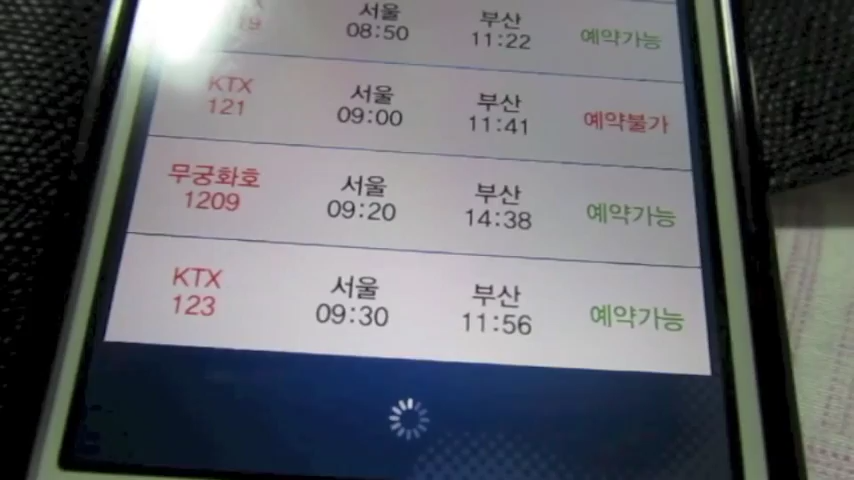 서울 부산 예약가능
08:50 11:22
KTX 서울 부산 예약불가
121 09:00 11:41
무궁화호 서울 부산 예약가능
1209 09:20 14:38
KTX 서울 부산 예약가능
123 09:30 11:56